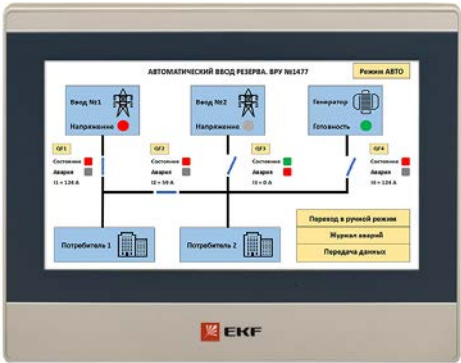 АВТОМАТИЧЕСКИЙ ВВОД РЕЗЕРВА. ВРУ №1477
Режим АВТО
Ввод №1
Напряжение
Ввод №2
Напряжение
Генератор
Готовность
QF1
Состояние
Авария
I1 = 124 А
QF2
Состояние
Авария
I2 = 59 А
QF3
Состояние
Авария
I3 = 0 А
QF4
Состояние
Авария
I4 = 124 А
Переход в ручной режим
Журнал аварий
Передача данных
Потребитель 1
Потребитель 2
EKF